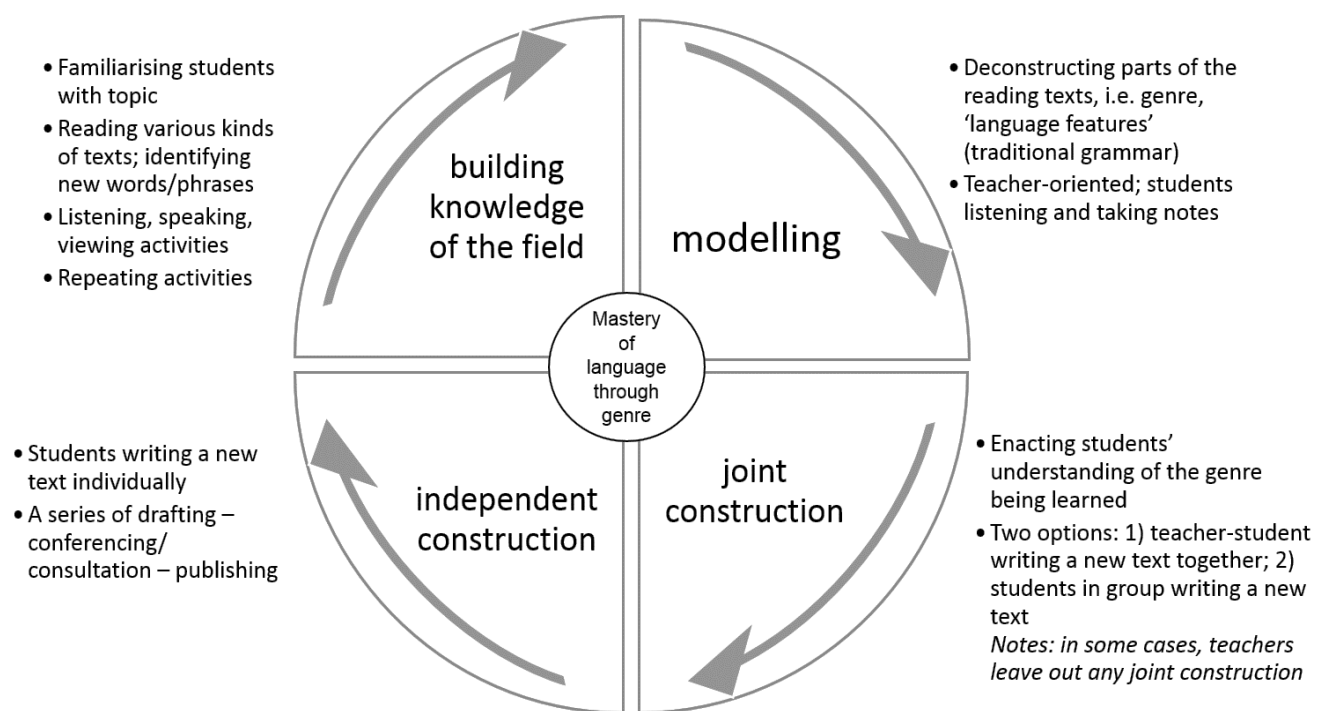 • Familiarising students
with topic
• Reading various kinds
of texts; identifying
new words/phrases
• Listening, speaking,
viewing activities
• Repeating activities
building
knowledge
of the field
modelling
• Deconstructing parts of the
reading texts, i.e. genre,
‘language features’
(traditional grammar)
• Teacher-oriented; students
listening and taking notes
Mastery
of
language
through
genre
• Students writing a new
text individually
• A series of drafting –
conferencing/
consultation – publishing
independent
construction
joint
construction
• Enacting students’
understanding of the genre
being learned
• Two options: 1) teacher-student
writing a new text together; 2)
students in group writing a new
text
Notes: in some cases, teachers
leave out any joint construction